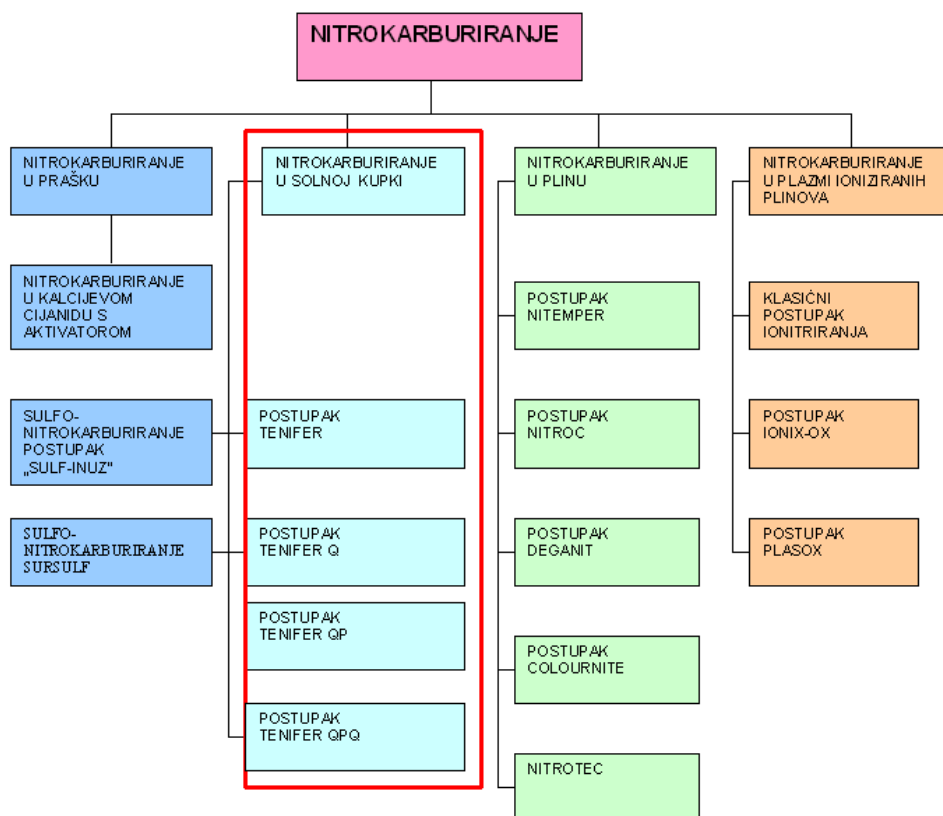 NITROKARBURIRANJE
NITROKARBURIRANJE
U PRAŠKU
NITROKARBURIRANJE
U SOLNOJ KUPKI
NITROKARBURIRANJE
U PLINU
NITROKARBURIRANJE
U PLAZMI IONIZIRANIH
PLINOVA
NITROKARBURIRANJE
U KALCIJEVOM
CIJANIDU S
AKTIVATOROM
POSTUPAK
NITEMPER
KLASIČNI
POSTUPAK
IONITRIRANJA
SULFO-
NITROKARBURIRANJE
POSTUPAK
„SULF-INUZ"
POSTUPAK
TENIFER
POSTUPAK
NITROC
POSTUPAK
IONIX-OX
SULFO-
NITROKARBURIRANJE
SURSULF
POSTUPAK
TENIFER Q
POSTUPAK
DEGANIT
POSTUPAK
PLASOX
POSTUPAK
TENIFER QP
POSTUPAK
COLOURNITE
POSTUPAK
TENIFER QPQ
NITROTEC